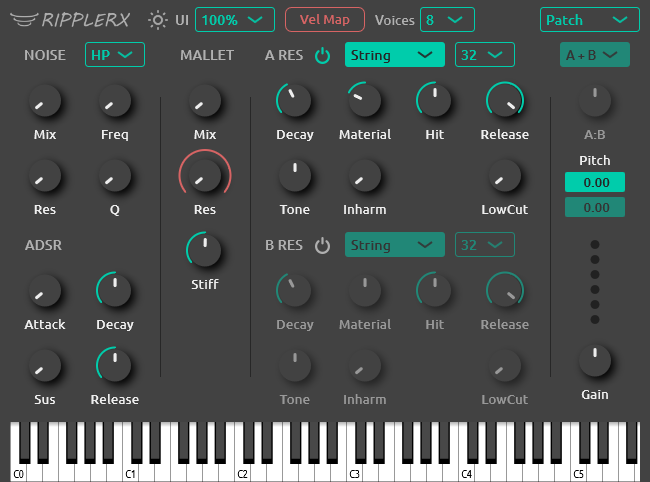 RIPPLERX UI 100% Vel Map Voices 8 Patch
NOISE HP MALLET A RES String 32 A + B
Mix Freq Mix Decay Material Hit Release A:B
Pitch
0.00
Res Q Res Tone Inharm LowCut
0.00
ADSR B RES String 32
Stiff
Attack Decay Decay Material Hit Release
Sus Release Tone Inharm LowCut Gain
C0 C1 C2 C3 C4 C5